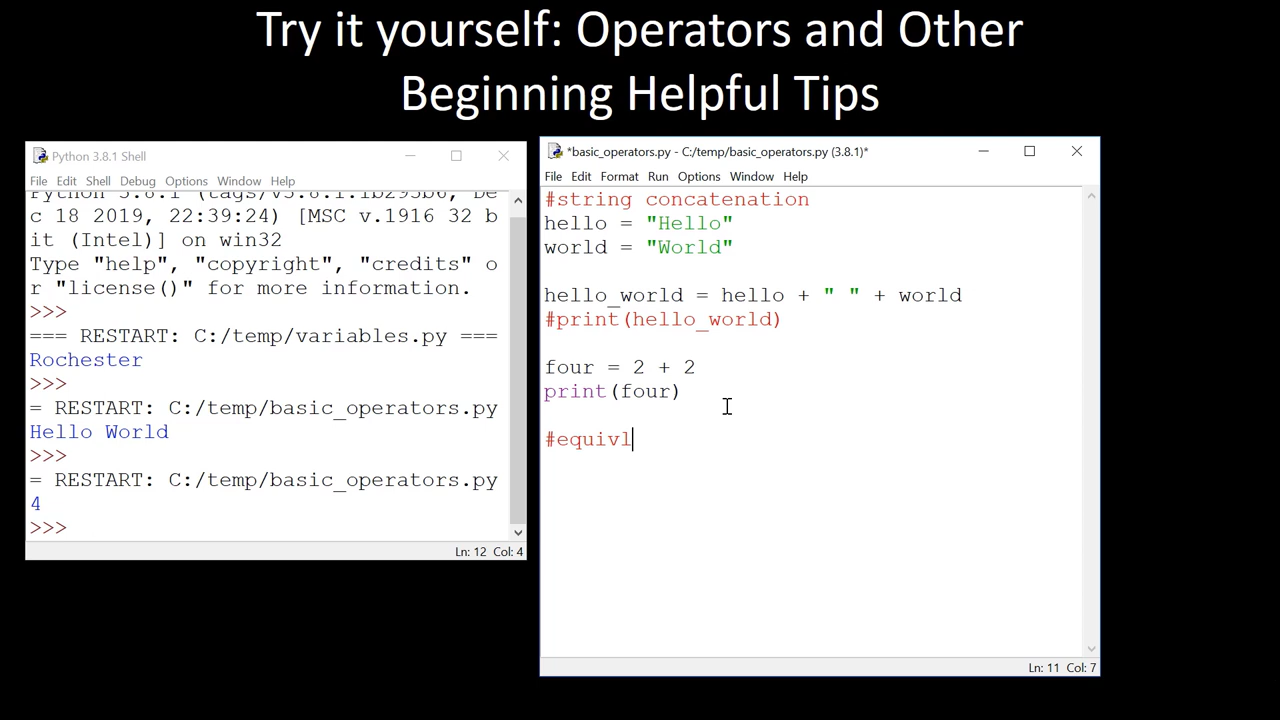 Try it yourself: Operators and Other
Beginning Helpful Tips
Python 3.8.1 Shell
File Edit Shell Debug Options Window Help
c 18 2019, 22:39:24) [MSC v.1916 32 b
it (Intel)] on win32
Type "help", "copyright", "credits" o
r "license()" for more information.
>>>
=== RESTART: C:/temp/variables.py ===
Rochester
>>>
= RESTART: C:/temp/basic_operators.py
Hello World
>>>
= RESTART: C:/temp/basic_operators.py
4
>>>
Ln: 12 Col: 4
*basic_operators.py - C:/temp/basic_operators.py (3.8.1)*
File Edit Format Run Options Window Help
#string concatenation
hello = "Hello"
world = "World"
hello_world = hello + " " + world
#print(hello_world)
four = 2 + 2
print(four)
#equivl
Ln: 11 Col: 7